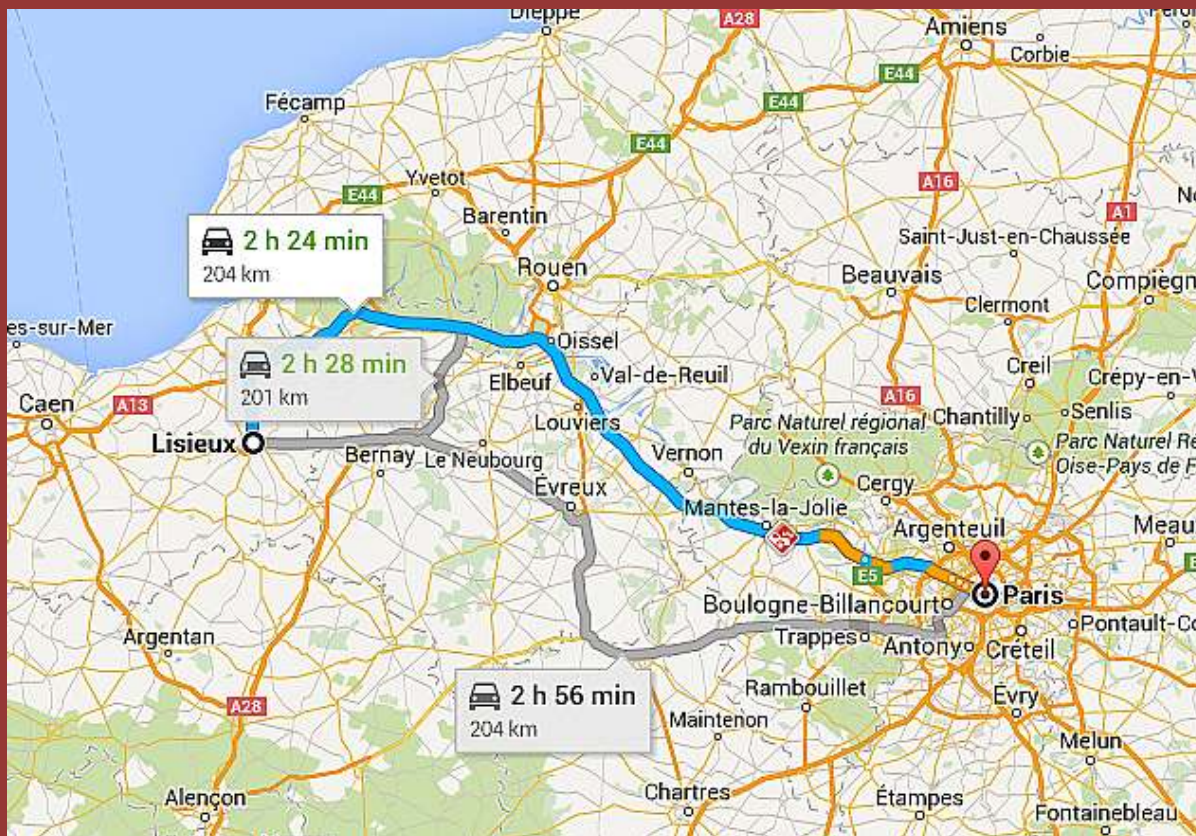 Dieppe
A28
Amiens
Corbie
E44
Fécamp
E44
E44
Yvetot
E44
A16
A1
Barentin
2 h 24 min
204 km
Saint-Just-en-Chaussée
Rouen
Beauvais
Compiègn
Clermont
es-sur-Mer
Oissel
2 h 28 min
201 km
Creil
Elbeuf
Val-de-Reuil
Crépy-en-V
A16
Caen
A13
Louviers
Chantilly
Senlis
Parc Naturel régional
du Vexin français
Lisieux
Bernay
Le Neubourg
Vernon
Parc Naturel Ré
Oise-Pays de F
Évreux
Cergy
Mantes-la-Jolie
Argenteuil
Meau
E5
Paris
Boulogne-Billancourt
Argentan
Trappes
Antony
Créteil
Pontault-Co
2 h 56 min
204 km
Rambouillet
Évry
A28
Maintenon
Melun
Alençon
Chartres
Étampes
Fontainebleau